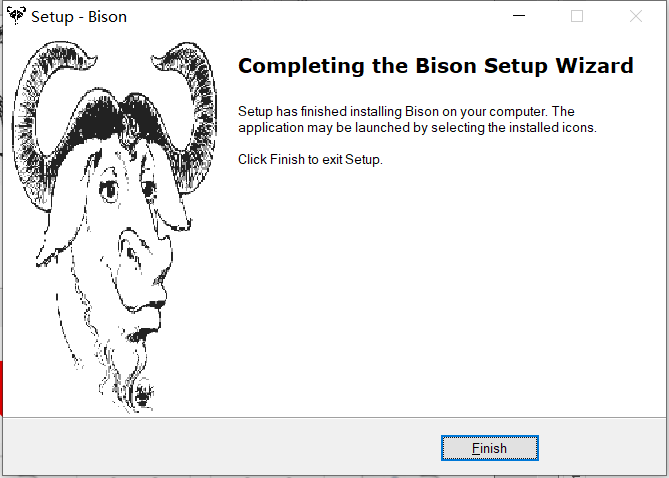 Setup - Bison
Completing the Bison Setup Wizard
Setup has finished installing Bison on your computer. The
application may be launched by selecting the installed icons.
Click Finish to exit Setup.
Finish